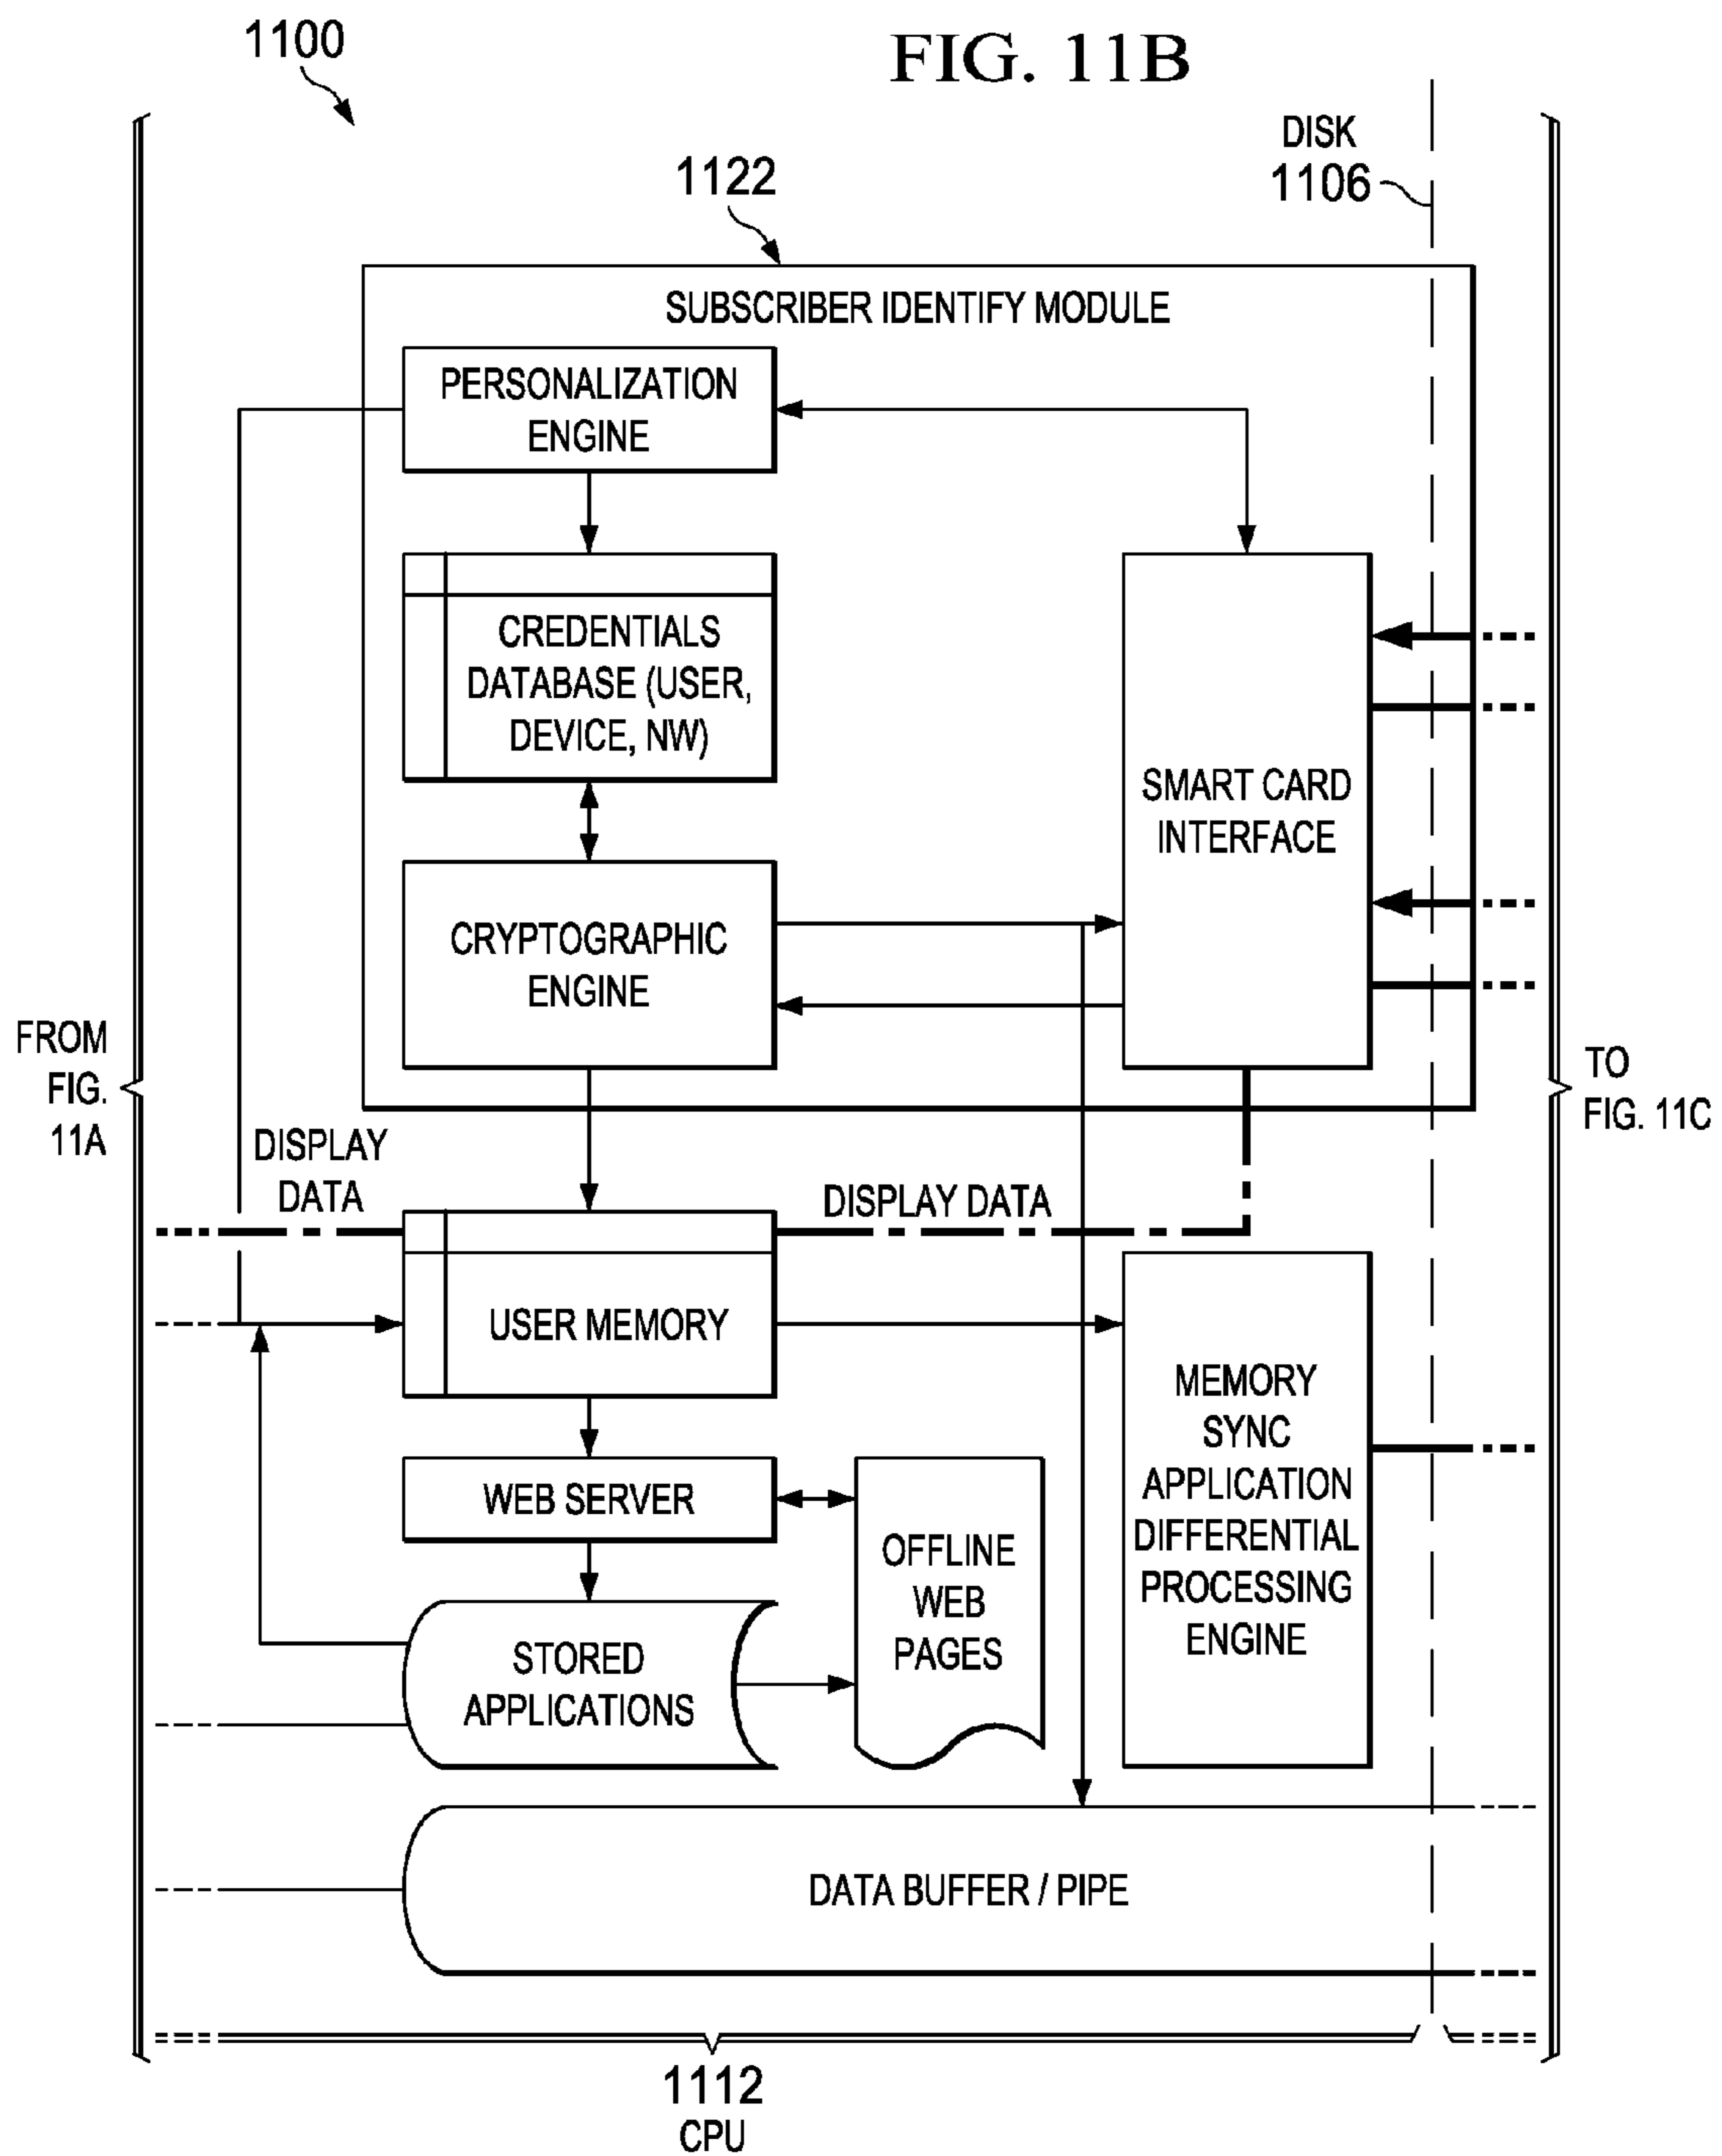 1100
FIG. 11B
DISK
1106
1122
SUBSCRIBER IDENTIFY MODULE
PERSONALIZATION
ENGINE
CREDENTIALS
DATABASE (USER,
DEVICE, NW)
SMART CARD
INTERFACE
CRYPTOGRAPHIC
ENGINE
FROM
FIG.
11A
TO
FIG. 11C
DISPLAY
DATA
DISPLAY DATA
USER MEMORY
MEMORY
SYNC
APPLICATION
DIFFERENTIAL
PROCESSING
ENGINE
WEB SERVER
OFFLINE
WEB
PAGES
STORED
APPLICATIONS
DATA BUFFER / PIPE
1112
CPU